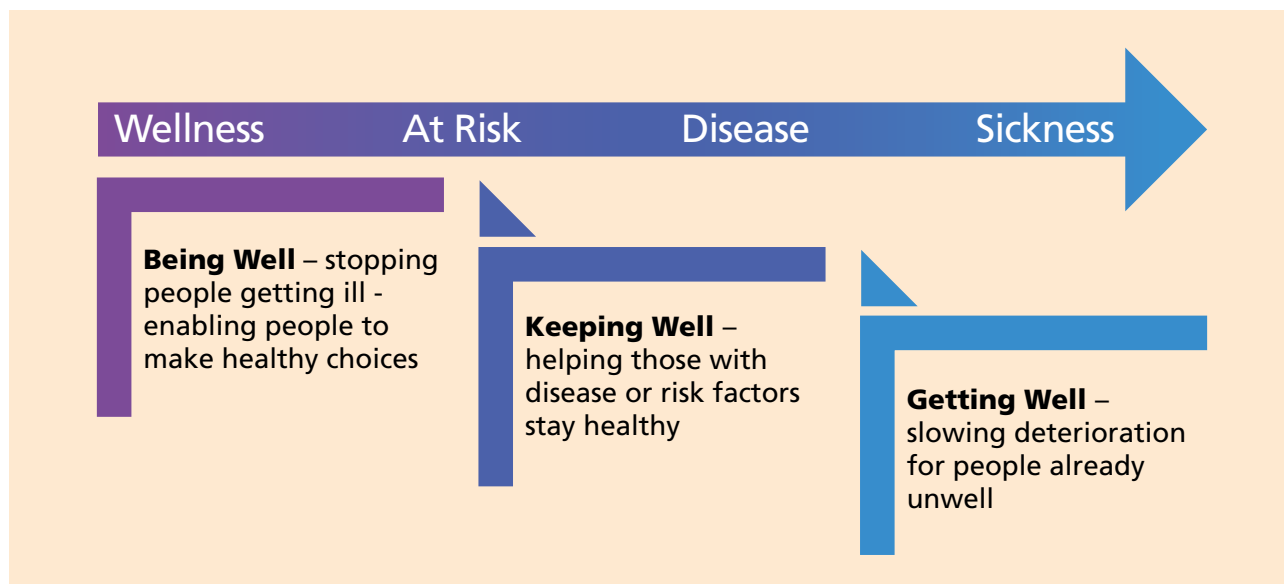 Wellness At Risk Disease Sickness
Being Well – stopping
people getting ill -
enabling people to
make healthy choices
Keeping Well –
helping those with
disease or risk factors
stay healthy
Getting Well –
slowing deterioration
for people already
unwell